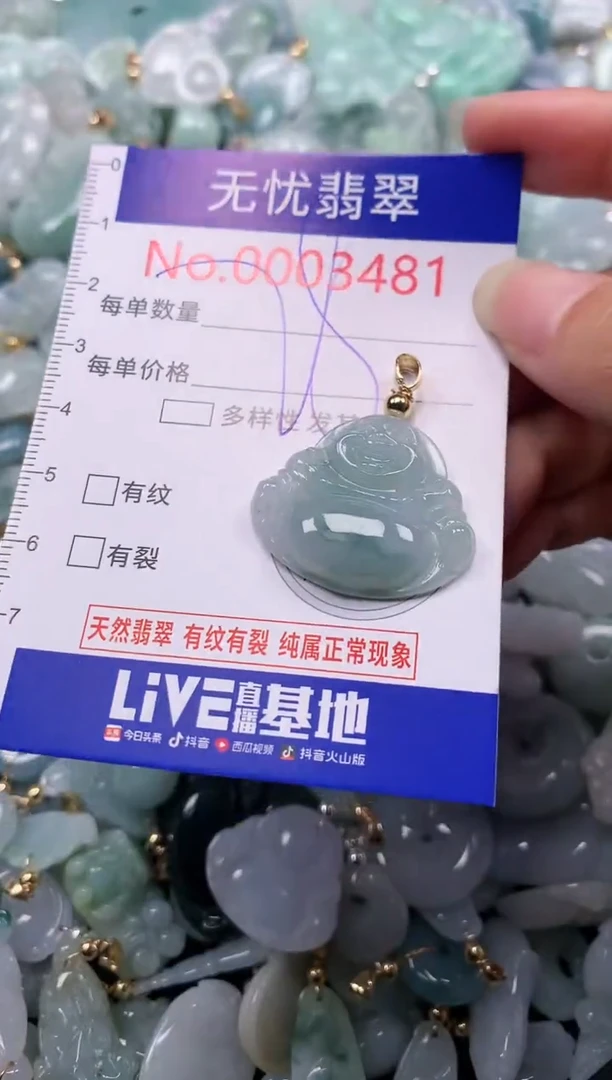 0
1
无忧翡翠
No.0003481
2
每单数量
3
每单价格
4
多样性
5
有纹
6
有裂
7
天然翡翠 有纹有裂 纯属正常现象
LiVE直播基地
今日头条 抖音 西瓜视频 抖音火山版